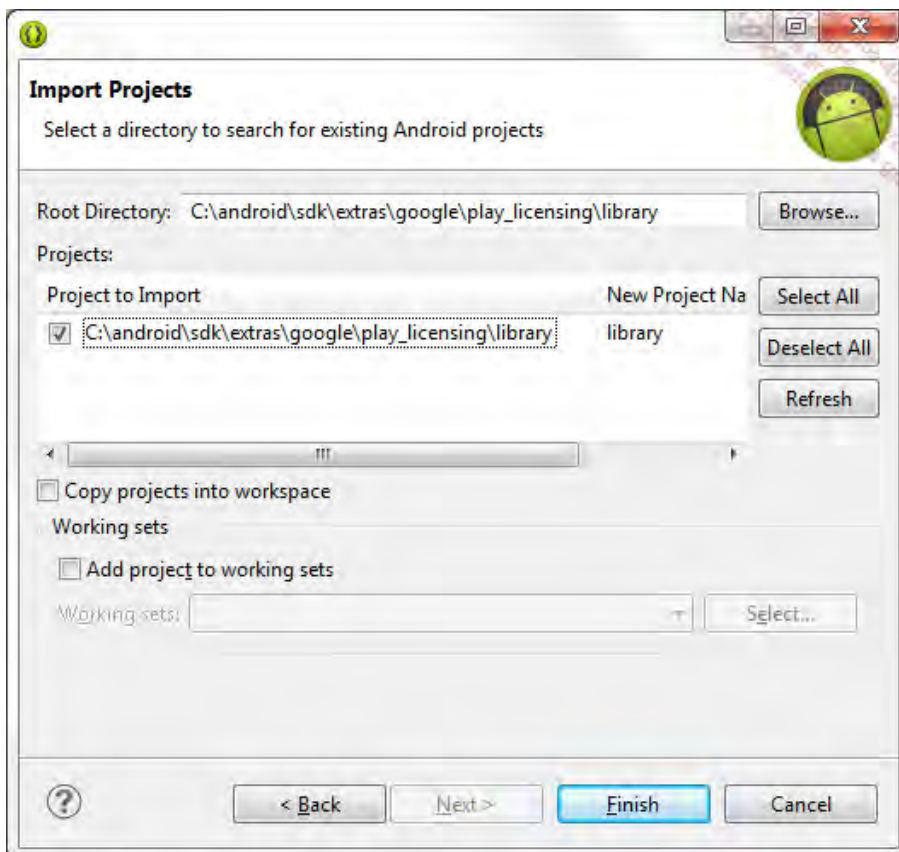 Import Projects
Select a directory to search for existing Android projects
Root Directory: C:\android\sdk\extras\google\play_licensing\library Browse...
Projects:
Project to Import New Project Na Select All
C:\android\sdk\extras\google\play_licensing\library library
Deselect All
Refresh
Copy projects into workspace
Working sets
Add project to working sets
Working sets: Select...
? < Back Next > Finish Cancel